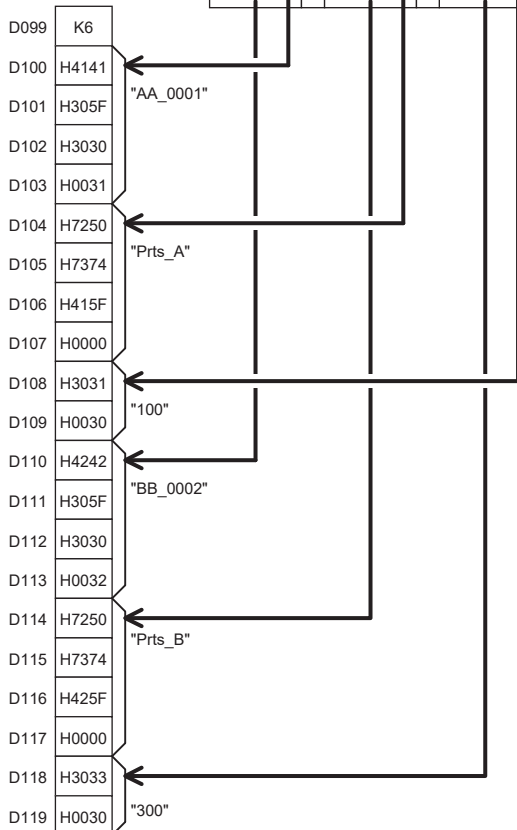 D099 K6
D100 H4141
"AA_0001"
D101 H305F
D102 H3030
D103 H0031
D104 H7250
"Prts_A"
D105 H7374
D106 H415F
D107 H0000
D108 H3031
"100"
D109 H0030
D110 H4242
"BB_0002"
D111 H305F
D112 H3030
D113 H0032
D114 H7250
"Prts_B"
D115 H7374
D116 H425F
D117 H0000
D118 H3033
"300"
D119 H0030